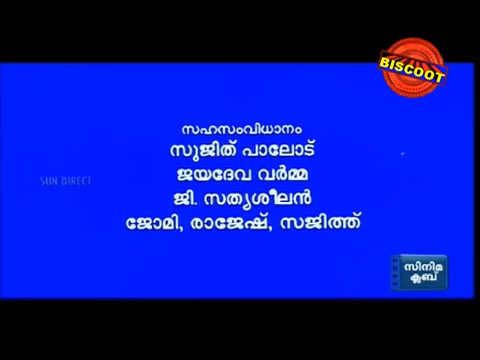 BISCOOT
സഹസംവിധാനം
സുജിത് പാലോട്
ജയദേവ വർമ്മ
SUN DIRECT
ജി. സത്യശീലൻ
ജോമി, രാജേഷ്, സജിത്ത്
സിനിമ
ക്ലബ്